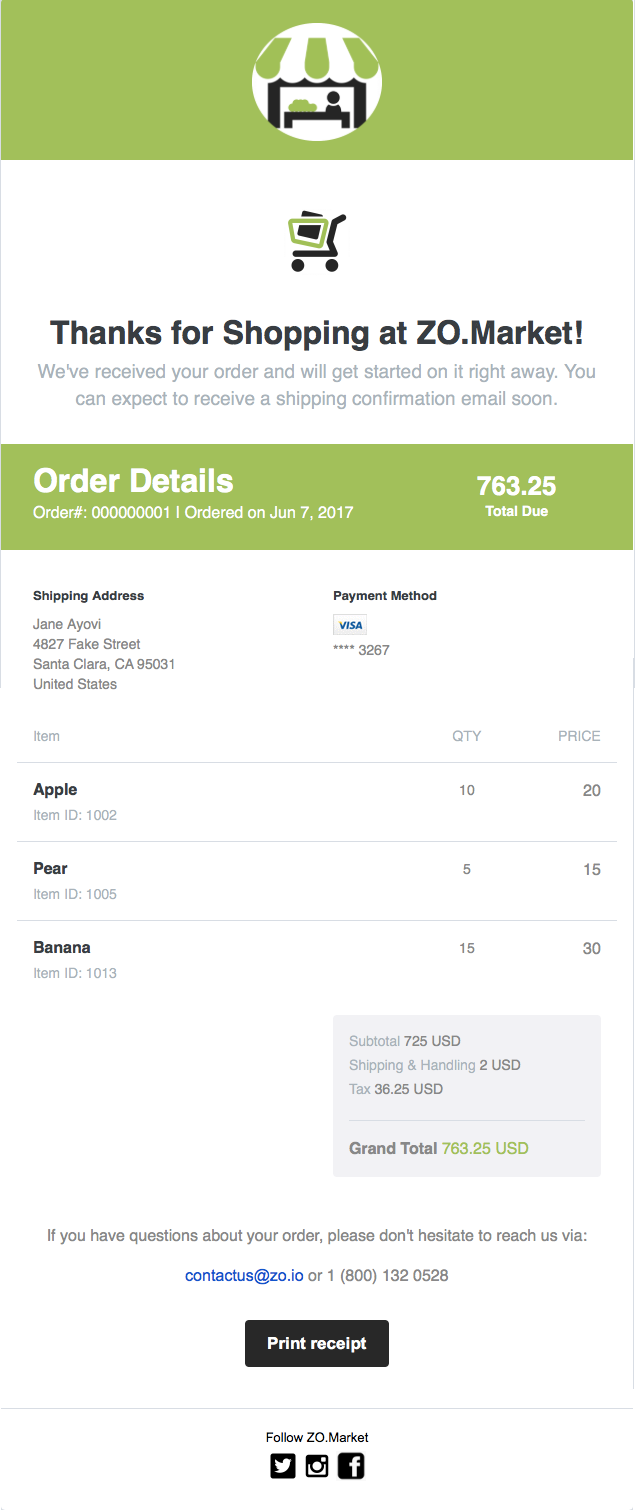 Thanks for Shopping at ZO.Market!
We've received your order and will get started on it right away. You
can expect to receive a shipping confirmation email soon.
Order Details
Order#: 000000001 I Ordered on Jun 7, 2017
763.25
Total Due
Shipping Address
Jane Ayovi
4827 Fake Street
Santa Clara, CA 95031
United States
Payment Method
VISA
**** 3267
Item QTY PRICE
Apple 10 20
Item ID: 1002
Pear 5 15
Item ID: 1005
Banana 15 30
Item ID: 1013
Subtotal 725 USD
Shipping & Handling 2 USD
Tax 36.25 USD
Grand Total 763.25 USD
If you have questions about your order, please don't hesitate to reach us via:
contactus@zo.io or 1 (800) 132 0528
Print receipt
Follow ZO.Market